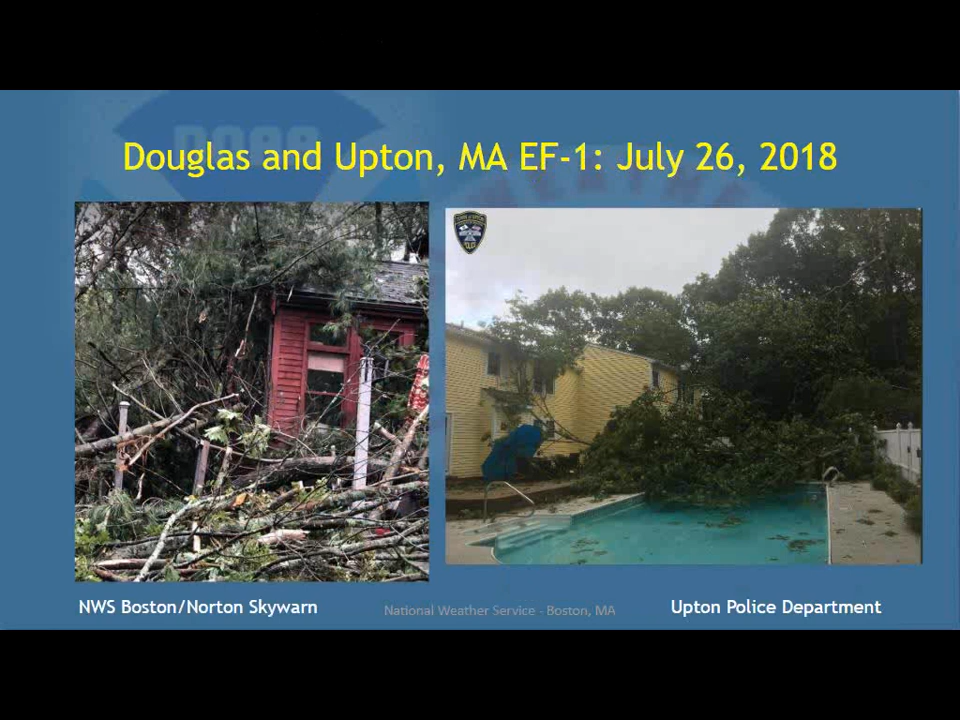 Douglas and Upton, MA EF-1: July 26, 2018
NWS Boston/Norton Skywarn
National Weather Service - Boston, MA
Upton Police Department